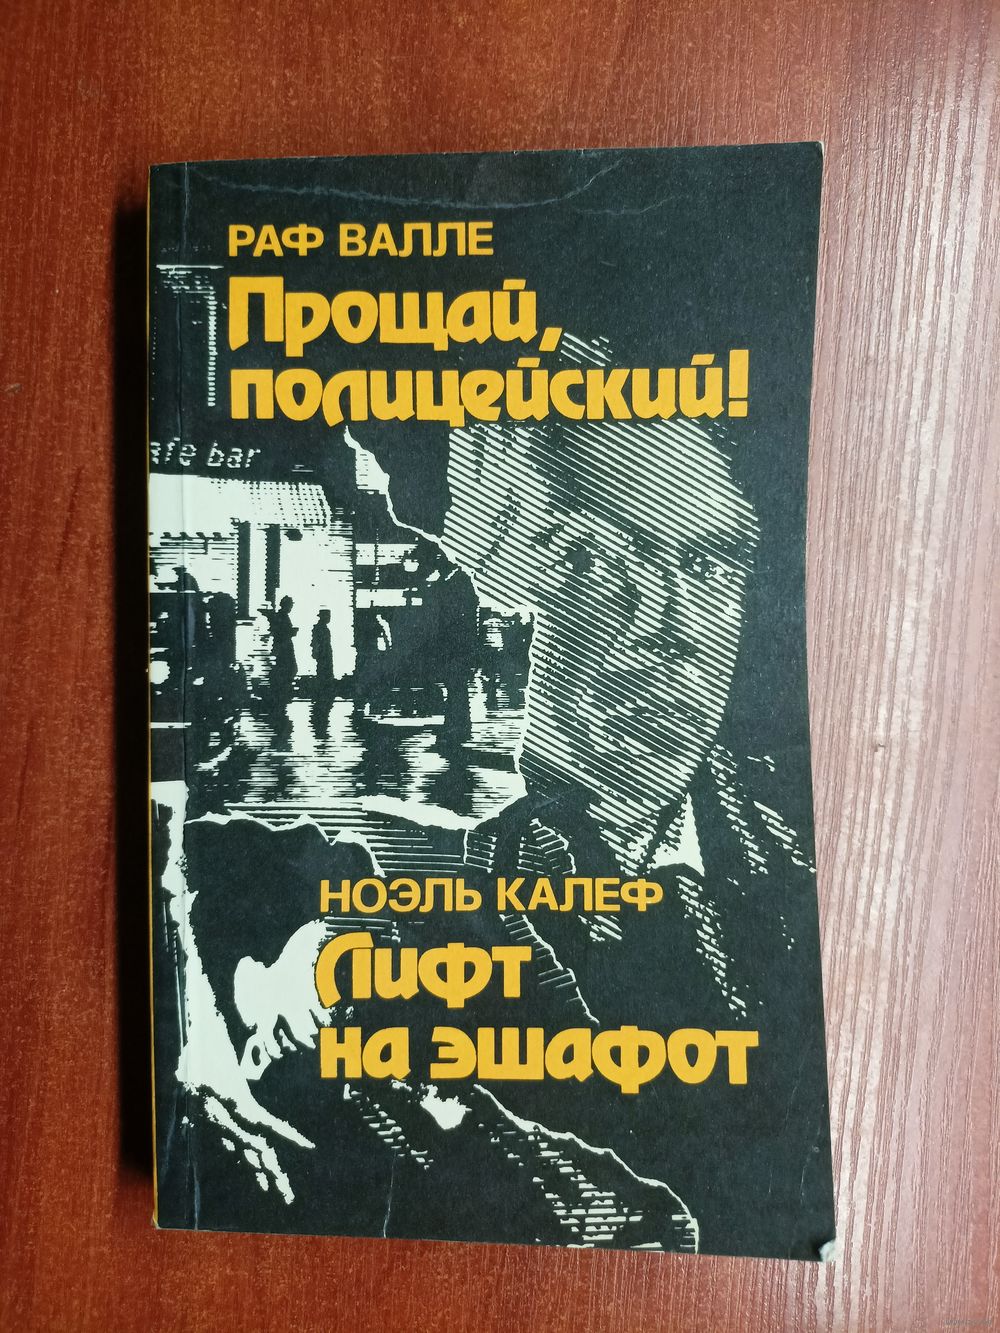 РАФ ВАЛЛЕ
Прощай,
полицейский!
afe bar
НОЭЛЬ КАЛЕФ
Лифт
на эшафот